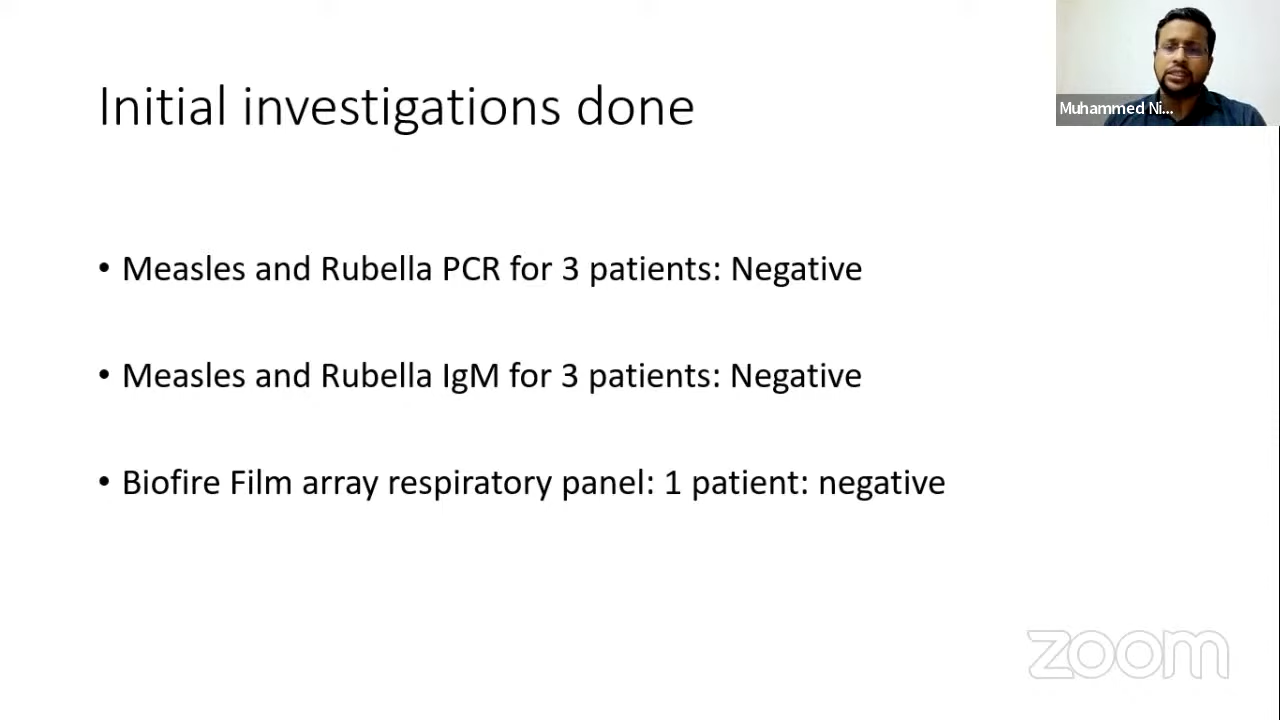 Initial investigations done
Muhammed Ni...
• Measles and Rubella PCR for 3 patients: Negative
• Measles and Rubella IgM for 3 patients: Negative
• Biofire Film array respiratory panel: 1 patient: negative
zoom